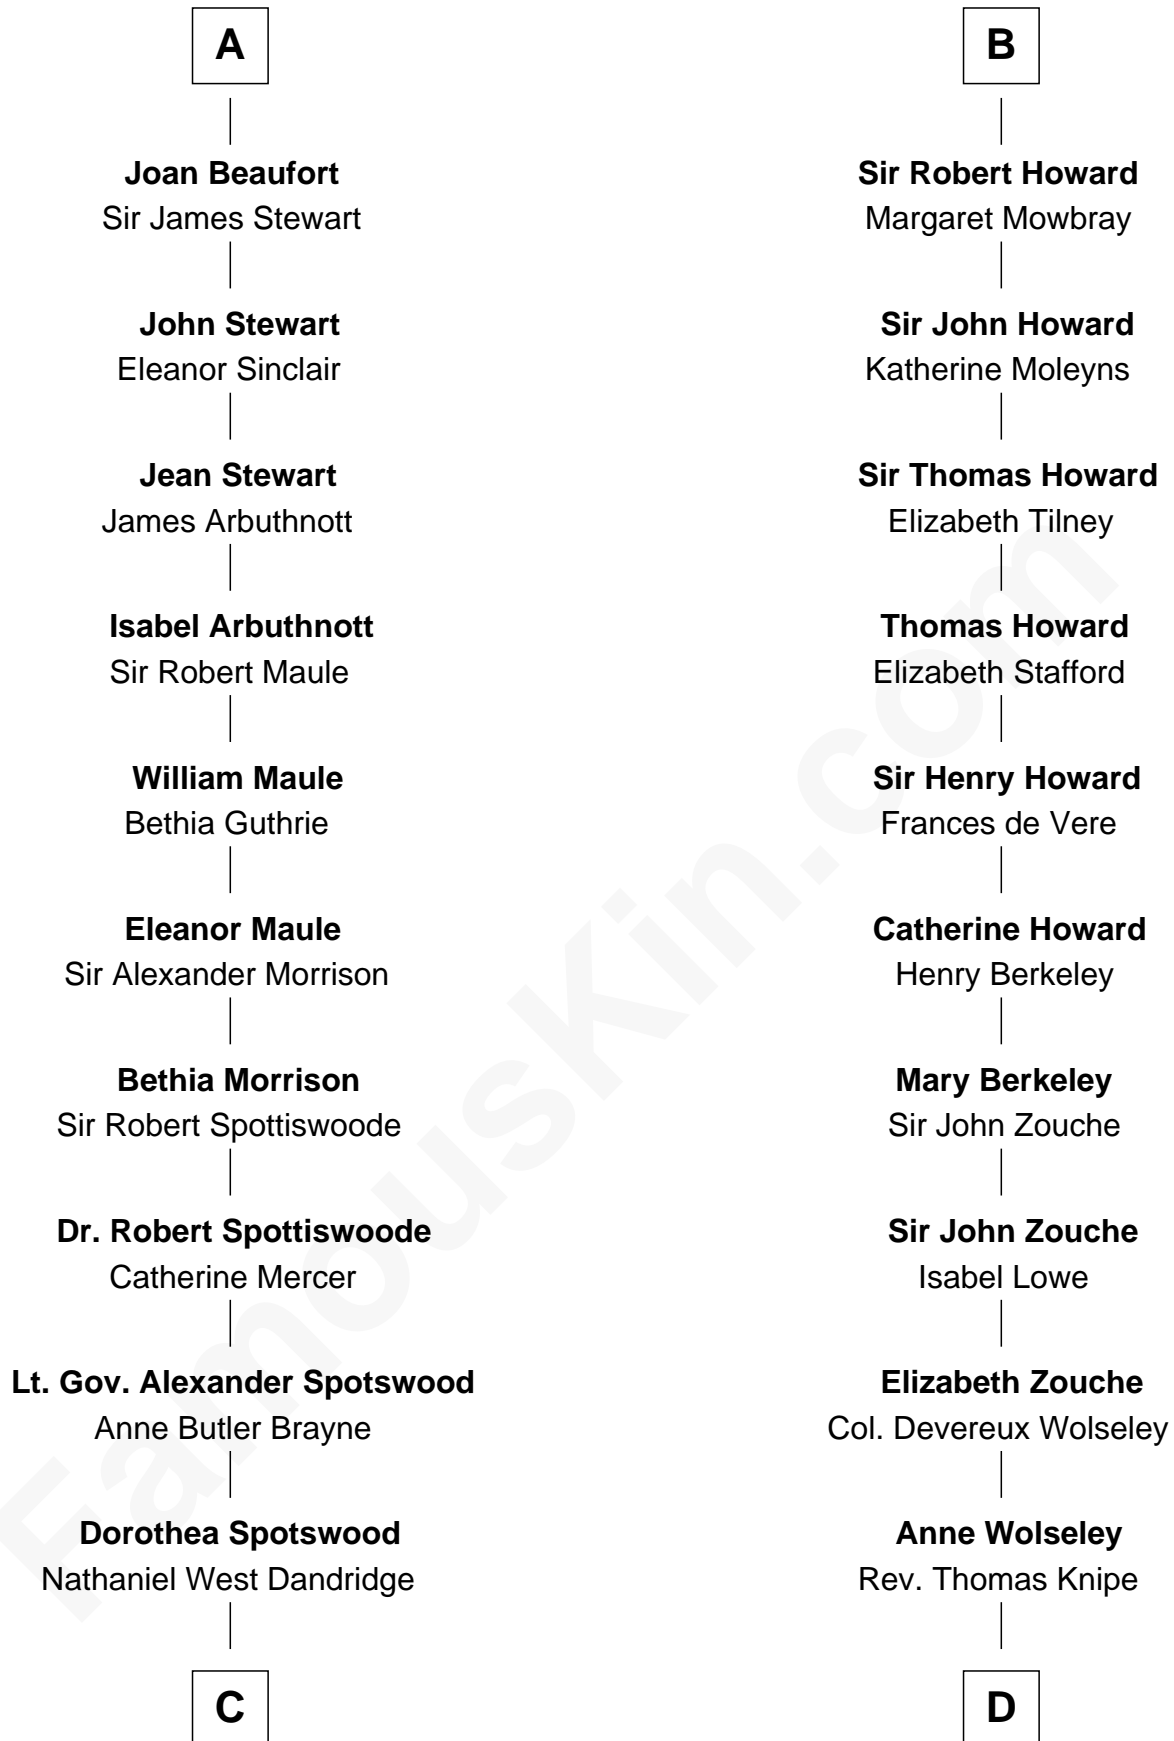 A
Joan Beaufort
Sir James Stewart
John Stewart
Eleanor Sinclair
Jean Stewart
James Arbuthnott
Isabel Arbuthnott
Sir Robert Maule
William Maule
Bethia Guthrie
Eleanor Maule
Sir Alexander Morrison
Bethia Morrison
Sir Robert Spottiswoode
Dr. Robert Spottiswoode
Catherine Mercer
Lt. Gov. Alexander Spotswood
Anne Butler Brayne
Dorothea Spotswood
Nathaniel West Dandridge
C
B
Sir Robert Howard
Margaret Mowbray
Sir John Howard
Katherine Moleyns
Sir Thomas Howard
Elizabeth Tilney
Thomas Howard
Elizabeth Stafford
Sir Henry Howard
Frances de Vere
Catherine Howard
Henry Berkeley
Mary Berkeley
Sir John Zouche
Sir John Zouche
Isabel Lowe
Elizabeth Zouche
Col. Devereux Wolseley
Anne Wolseley
Rev. Thomas Knipe
D
FamousKin.com